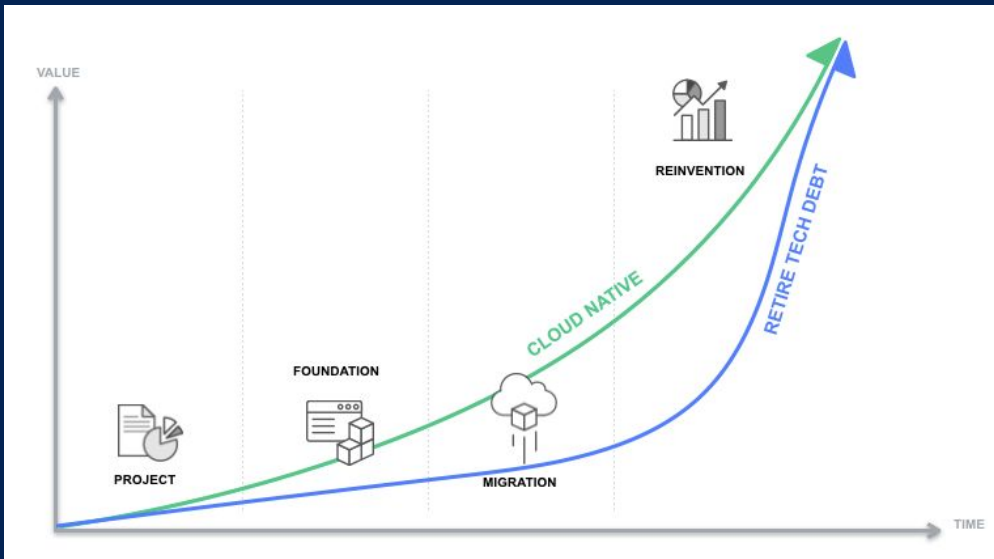 VALUE
REINVENTION
RETIRE TECH DEBT
CLOUD NATIVE
FOUNDATION
PROJECT
MIGRATION
TIME